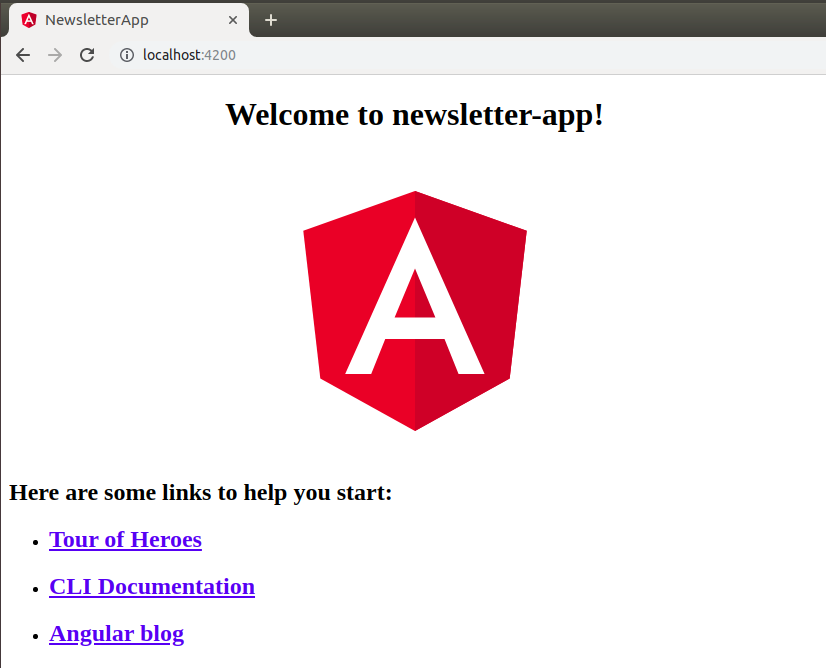 NewsletterApp
localhost:4200
Welcome to newsletter-app!
A
Here are some links to help you start:
Tour of Heroes
CLI Documentation
Angular blog